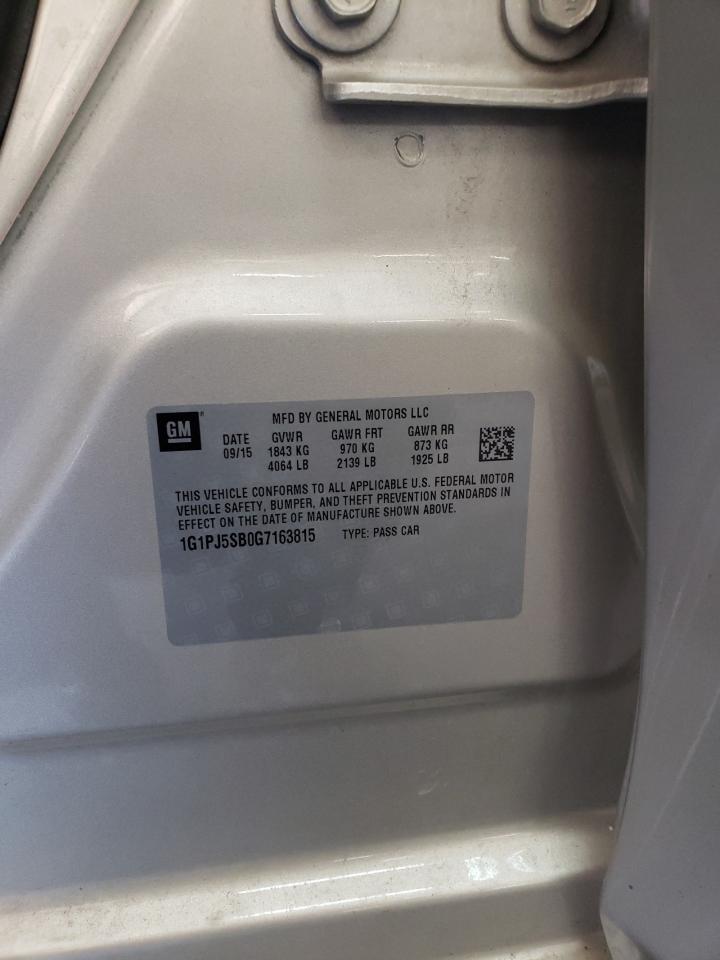 GM
MFD BY GENERAL MOTORS LLC
DATE GVWR GAWR FRT GAWR RR
09/15 1843 KG 970 KG 873 KG
4064 LB 2139 LB 1925 LB
THIS VEHICLE CONFORMS TO ALL APPLICABLE U.S. FEDERAL MOTOR
VEHICLE SAFETY, BUMPER, AND THEFT PREVENTION STANDARDS IN
EFFECT ON THE DATE OF MANUFACTURE SHOWN ABOVE.
1G1PJ5SB0G7163815 TYPE: PASS CAR